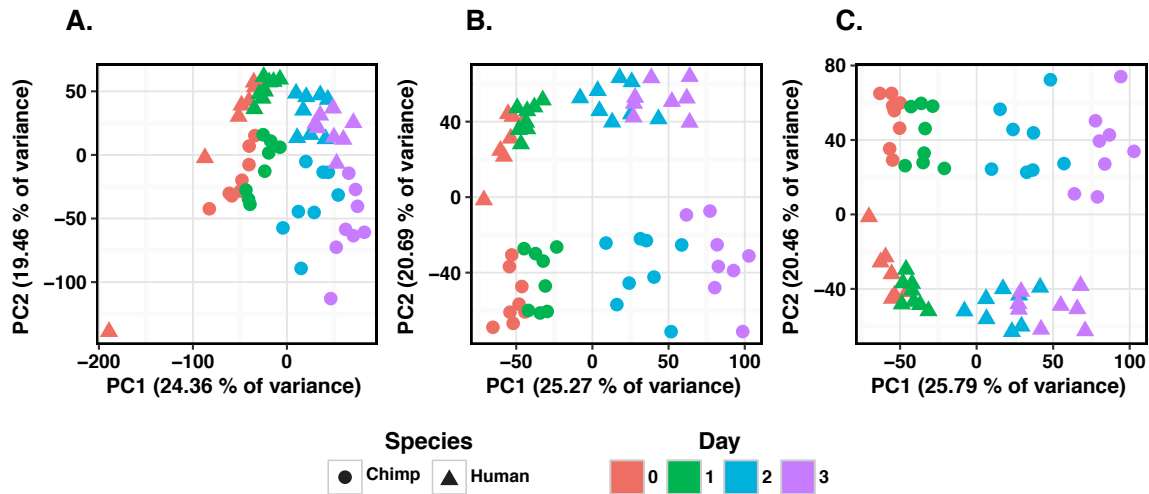 A.
B.
C.
PC2 (19.46 % of variance)
50
0
−50
−100
−200
−100
0
PC1 (24.36 % of variance)
PC2 (20.69 % of variance)
40
0
−40
−50
0
50
100
PC1 (25.27 % of variance)
PC2 (20.46 % of variance)
80
40
0
−40
−50
0
50
100
PC1 (25.79 % of variance)
Species
Chimp
Human
Day
0
1
2
3